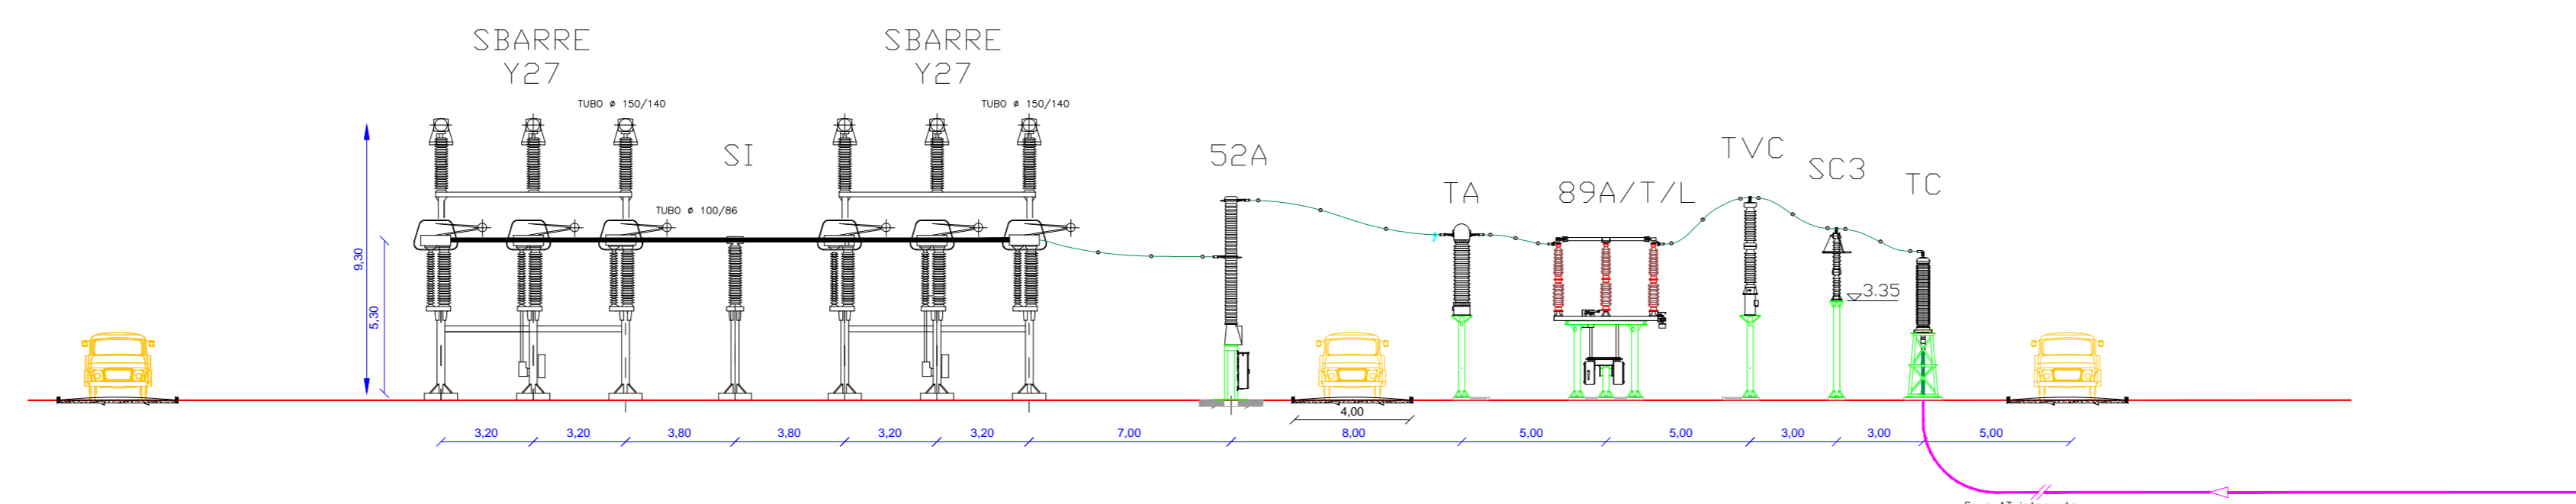 SBARRE
Y27
SBARRE
Y27
TUBO ø 150/140
TUBO ø 150/140
SI
52A
TVC
SC3
TC
TA
89A/T/L
TUBO ø 100/86
9,30
5,30
3.35
4,00
3,20
3,20
3,80
3,80
3,20
3,20
7,00
8,00
5,00
5,00
3,00
3,00
5,00